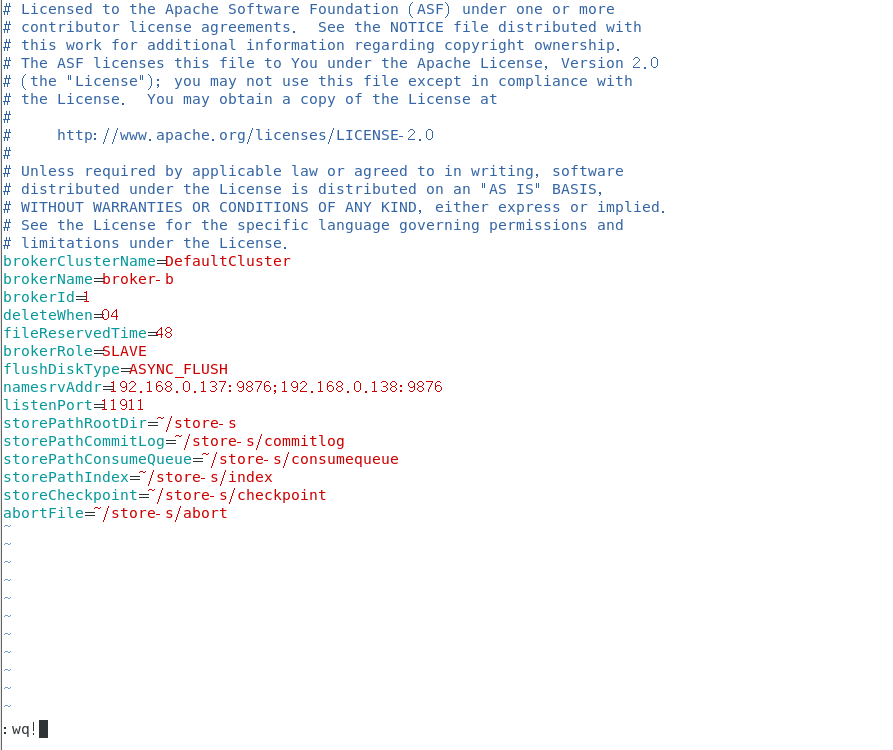 # Licensed to the Apache Software Foundation (ASF) under one or more
# contributor license agreements.  See the NOTICE file distributed with
# this work for additional information regarding copyright ownership.
# The ASF licenses this file to You under the Apache License, Version 2.0
# (the "License"); you may not use this file except in compliance with
# the License.  You may obtain a copy of the License at
#
#     http://www.apache.org/licenses/LICENSE-2.0
#
# Unless required by applicable law or agreed to in writing, software
# distributed under the License is distributed on an "AS IS" BASIS,
# WITHOUT WARRANTIES OR CONDITIONS OF ANY KIND, either express or implied.
# See the License for the specific language governing permissions and
# limitations under the License.
brokerClusterName=DefaultCluster
brokerName=broker-b
brokerId=1
deleteWhen=04
fileReservedTime=48
brokerRole=SLAVE
flushDiskType=ASYNC_FLUSH
namesrvAddr=192.168.0.137:9876;192.168.0.138:9876
listenPort=11911
storePathRootDir=~/store-s
storePathCommitLog=~/store-s/commitlog
storePathConsumeQueue=~/store-s/consumequeue
storePathIndex=~/store-s/index
storeCheckpoint=~/store-s/checkpoint
abortFile=~/store-s/abort
~
~
~
~
~
~
~
~
~
~
~
:wq!